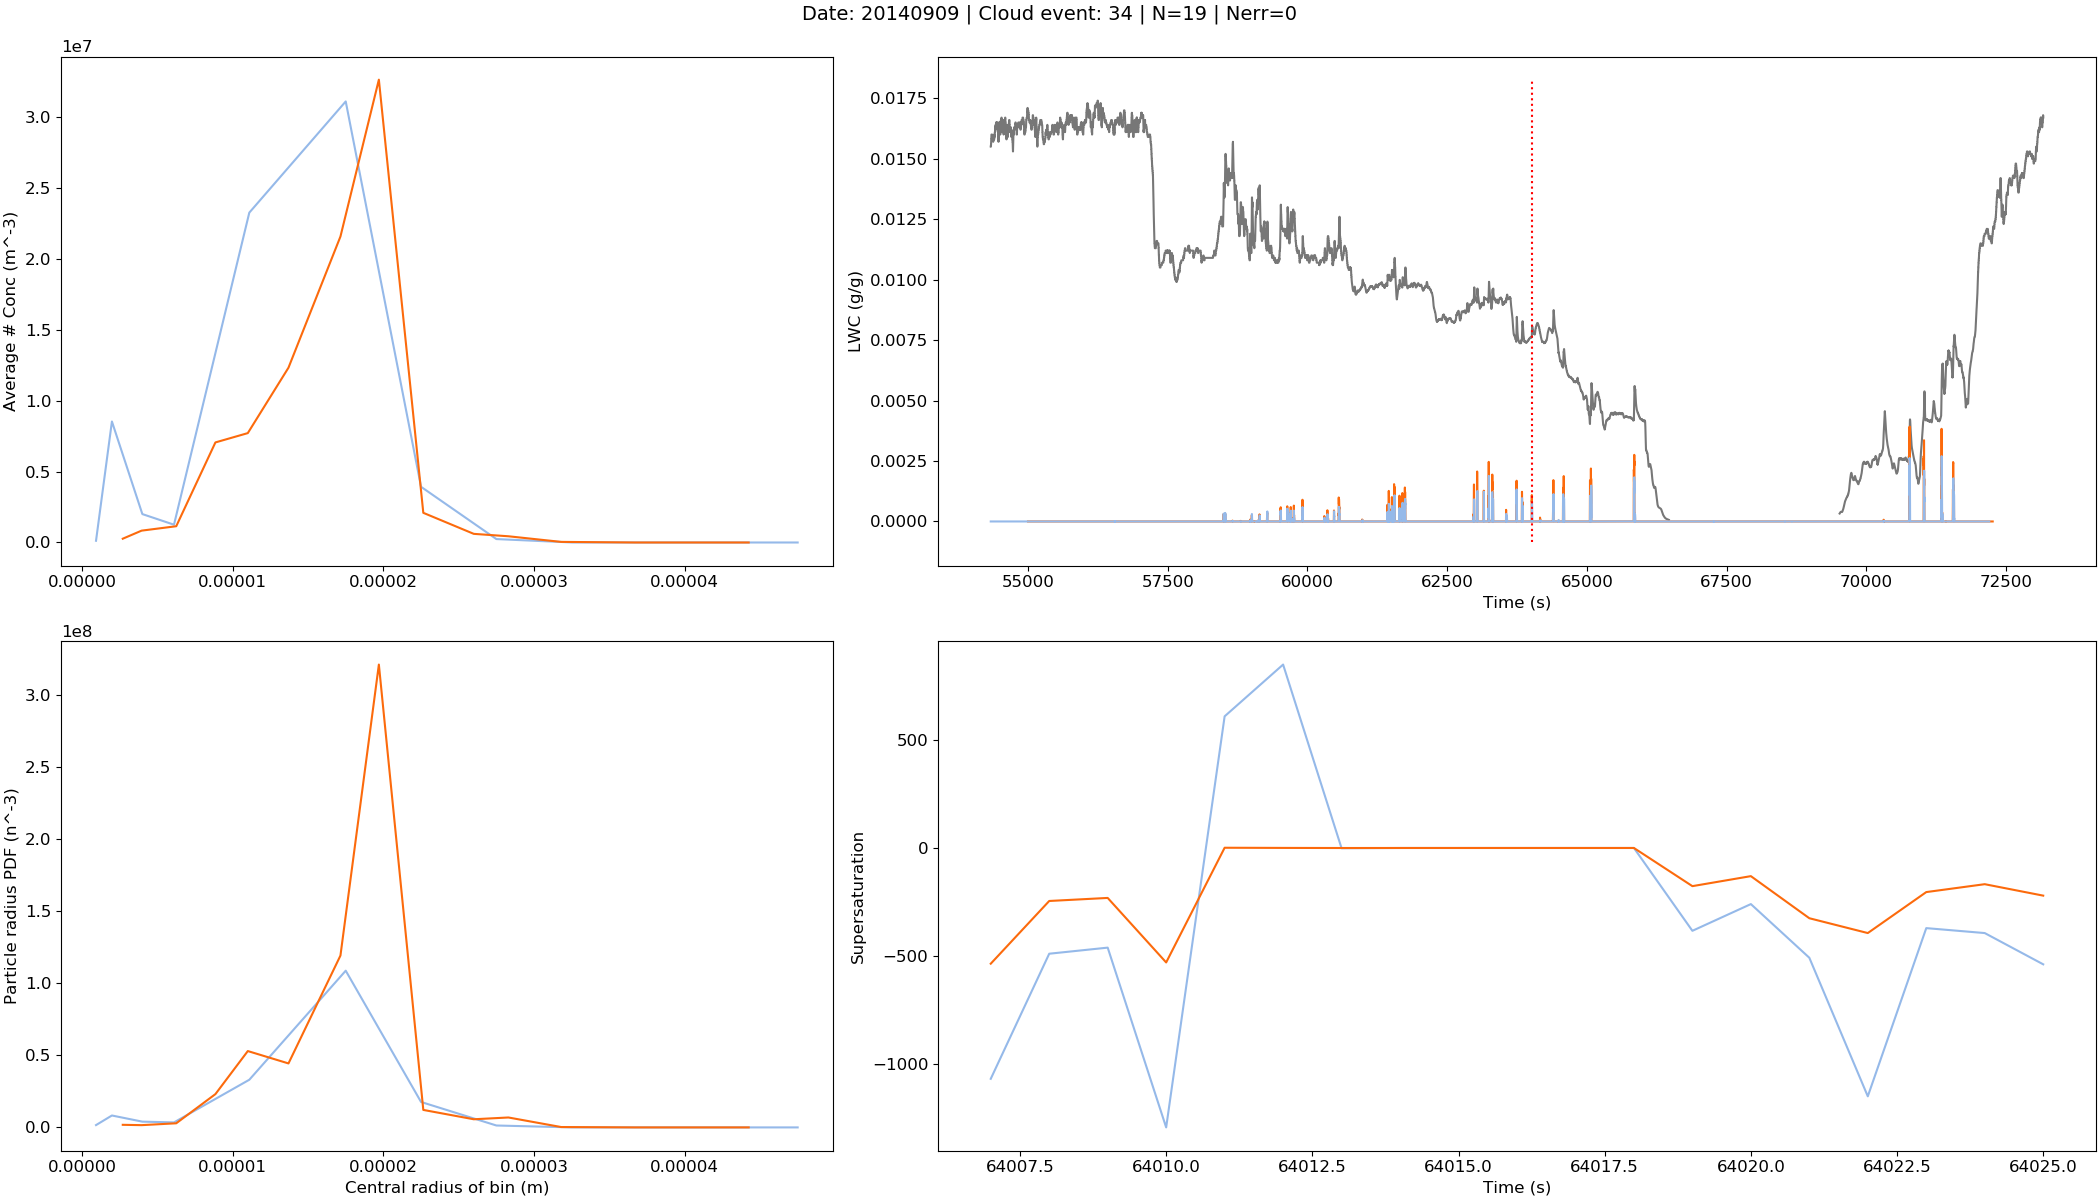 Date: 20140909 | Cloud event: 34 | N=19 | Nerr=0
1e7
Average # Conc (m^-3)
3.0
2.5
2.0
1.5
1.0
0.5
0.0
0.00000 0.00001 0.00002 0.00003 0.00004
LWC (g/g)
0.0175
0.0150
0.0125
0.0100
0.0075
0.0050
0.0025
0.0000
55000 57500 60000 62500 65000 67500 70000 72500
Time (s)
1e8
Particle radius PDF (n^-3)
3.0
2.5
2.0
1.5
1.0
0.5
0.0
0.00000 0.00001 0.00002 0.00003 0.00004
Central radius of bin (m)
Supersaturation
500
0
−500
−1000
64007.5 64010.0 64012.5 64015.0 64017.5 64020.0 64022.5 64025.0
Time (s)